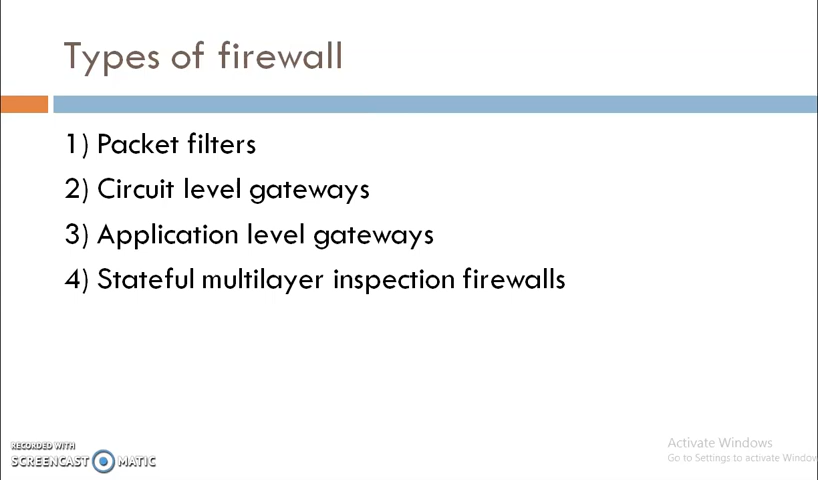 Types of firewall
1) Packet filters
2) Circuit level gateways
3) Application level gateways
4) Stateful multilayer inspection firewalls
RECORDED WITH
SCREENCAST MATIC
Activate Windows
Go to Settings to activate Window